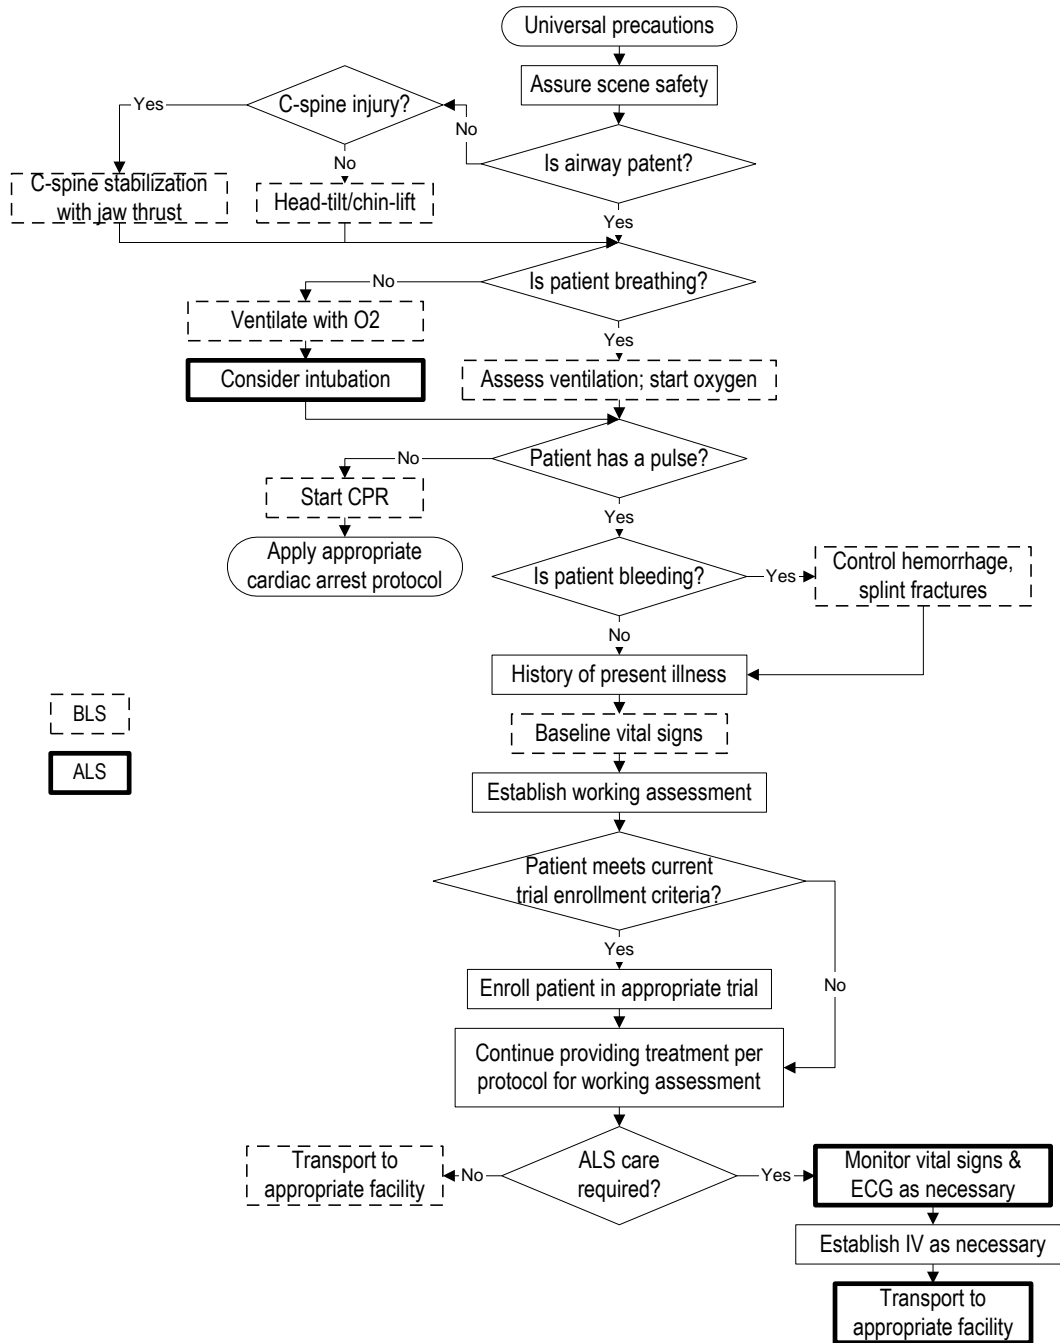 Universal precautions
Assure scene safety
C-spine injury?
Yes
No
Is airway patent?
No
C-spine stabilization
with jaw thrust
Head-tilt/chin-lift
Yes
Is patient breathing?
No
Ventilate with O2
Yes
Consider intubation
Assess ventilation; start oxygen
Patient has a pulse?
No
Start CPR
Yes
Apply appropriate
cardiac arrest protocol
Is patient bleeding?
Yes
Control hemorrhage,
splint fractures
No
History of present illness
BLS
Baseline vital signs
ALS
Establish working assessment
Patient meets current
trial enrollment criteria?
Yes
No
Enroll patient in appropriate trial
Continue providing treatment per
protocol for working assessment
Transport to
appropriate facility
No
ALS care
required?
Yes
Monitor vital signs &
ECG as necessary
Establish IV as necessary
Transport to
appropriate facility